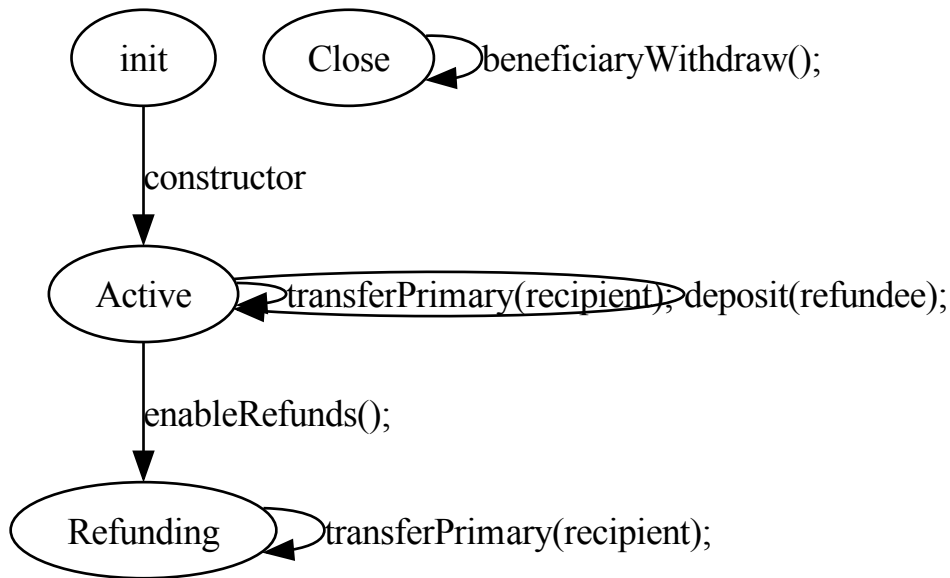 init
Close
beneficiaryWithdraw();
constructor
Active
transferPrimary(recipient);
deposit(refundee);
enableRefunds();
Refunding
transferPrimary(recipient);